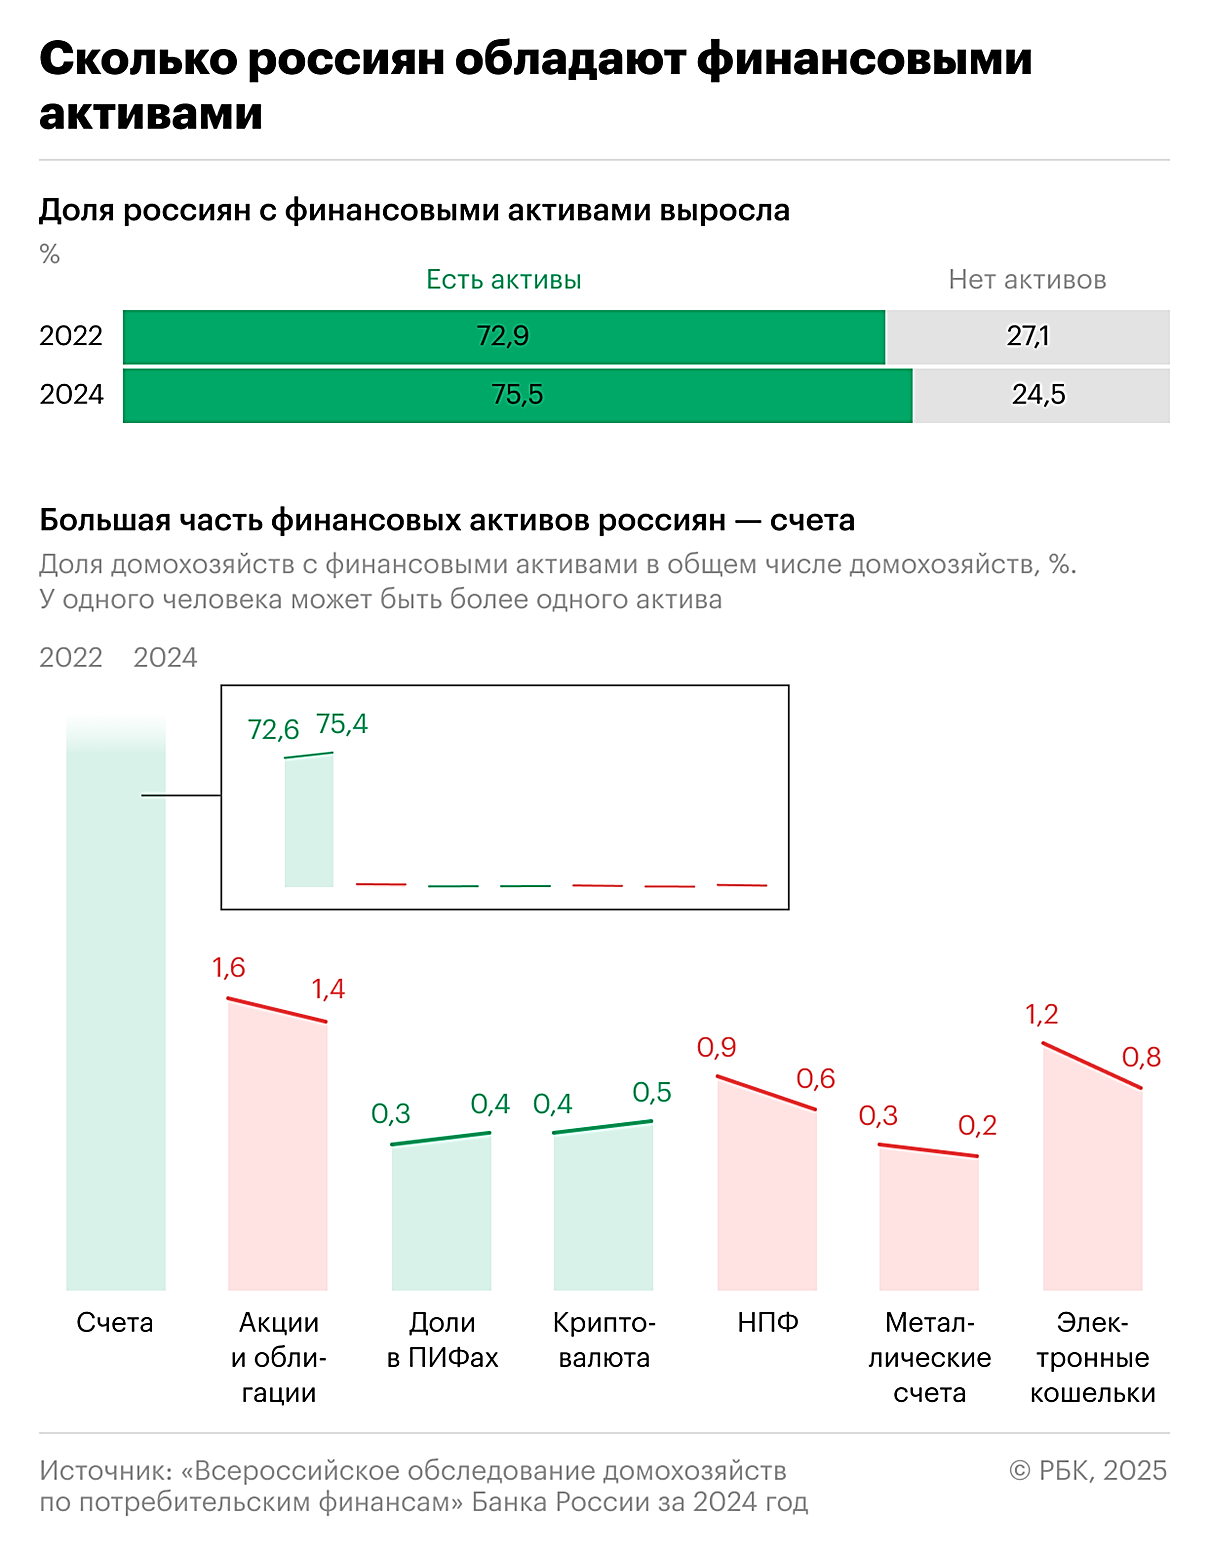 Сколько россиян обладают финансовыми
активами
Доля россиян с финансовыми активами выросла
%
Есть активы Нет активов
2022 72,9 27,1
2024 75,5 24,5
Большая часть финансовых активов россиян — счета
Доля домохозяйств с финансовыми активами в общем числе домохозяйств, %.
У одного человека может быть более одного актива
2022 2024
72,6 75,4
1,6 1,4
0,3 0,4
0,4 0,5
0,9 0,6
0,3 0,2
1,2 0,8
Счета
Акции
и обли-
гации
Доли
в ПИФах
Крипто-
валюта
НПФ
Метал-
лические
счета
Элек-
тронные
кошельки
Источник: «Всероссийское обследование домохозяйств
по потребительским финансам» Банка России за 2024 год
© РБК, 2025